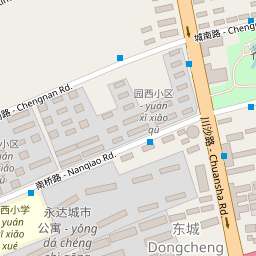 城南路 - Chengn
南路 - Chengnan Rd.
园西小区
- yuán
xī xiǎo
qū
川沙路 - Chuansha Rd
小区
南桥路 - Nanqiao Rd.
西小学
yuán
xiǎo
xué
永达城市
公寓 - yǒng
dá chéng
东城
Dongcheng